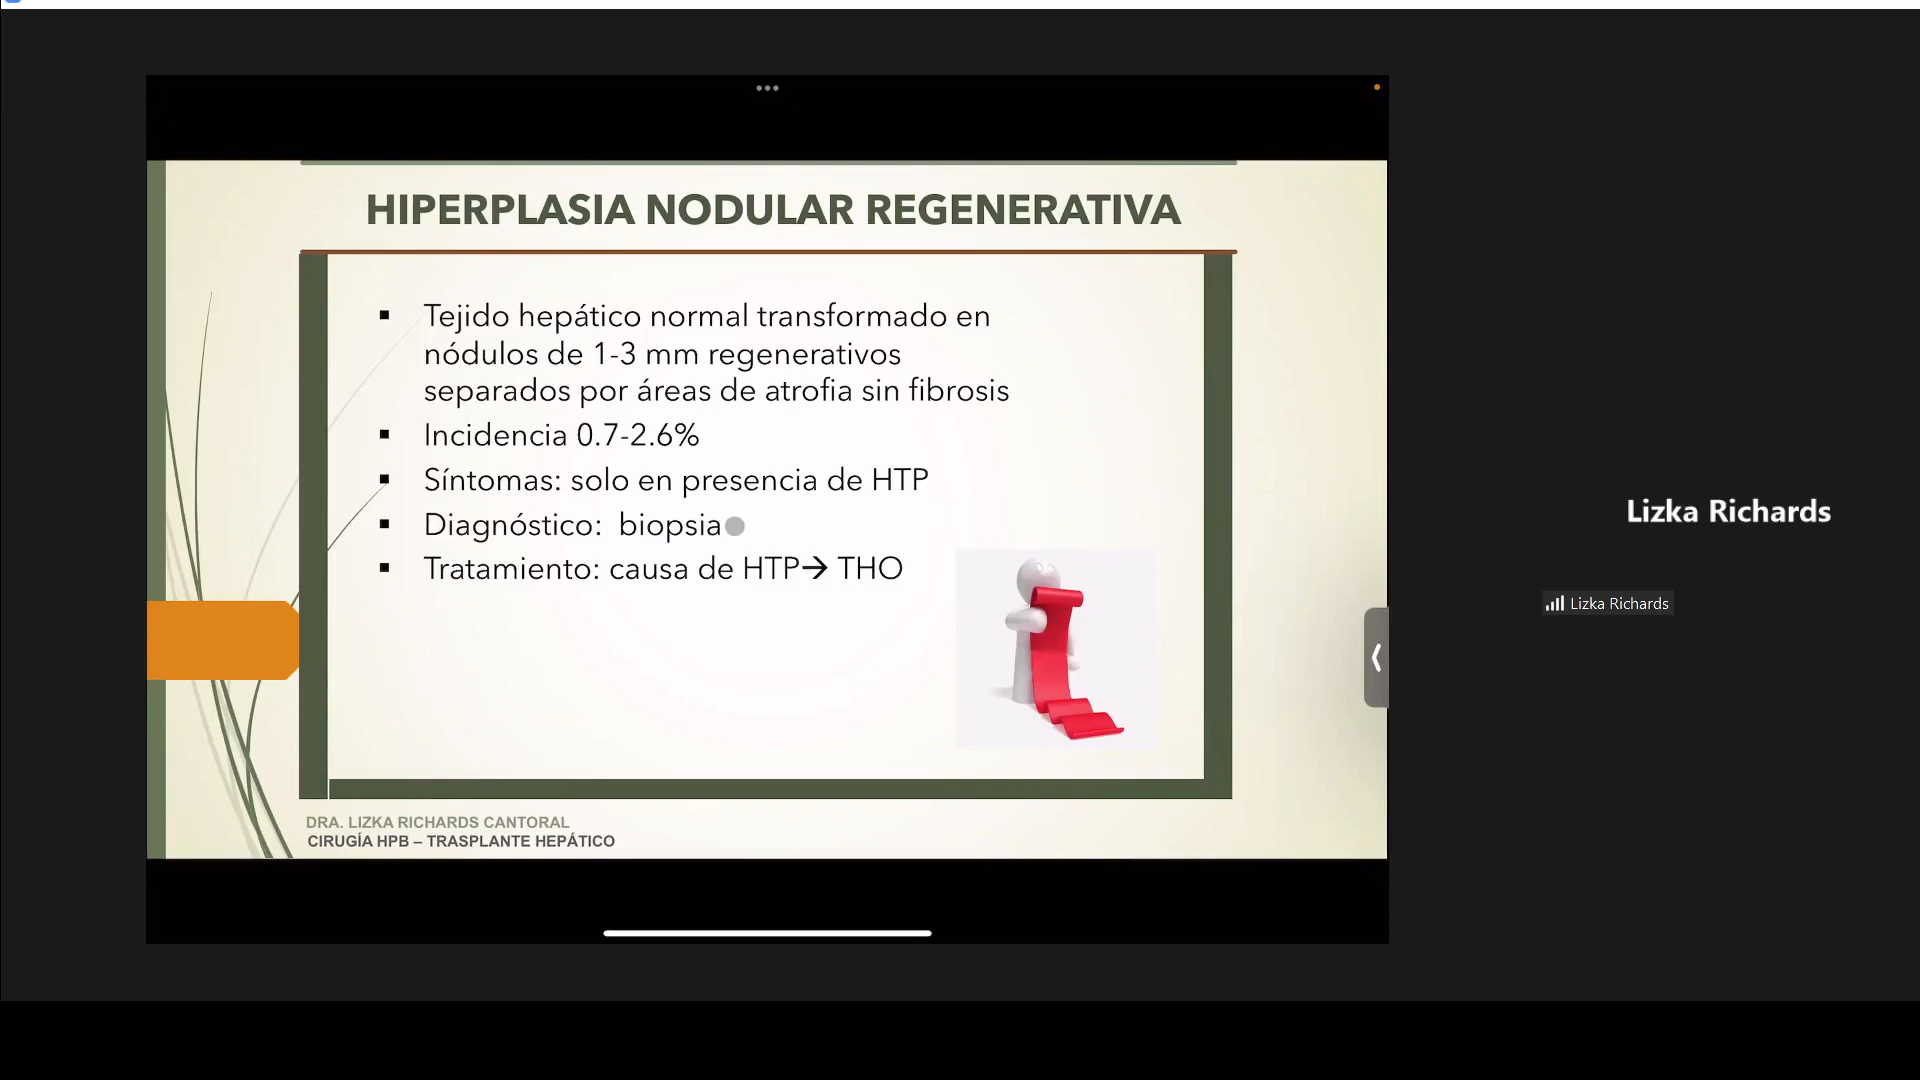 HIPERPLASIA NODULAR REGENERATIVA
▪ Tejido hepático normal transformado en
nódulos de 1-3 mm regenerativos
separados por áreas de atrofia sin fibrosis
▪ Incidencia 0.7-2.6%
▪ Síntomas: solo en presencia de HTP
▪ Diagnóstico:  biopsia
▪ Tratamiento: causa de HTP→ THO
DRA. LIZKA RICHARDS CANTORAL
CIRUGÍA HPB – TRASPLANTE HEPÁTICO
Lizka Richards
Lizka Richards